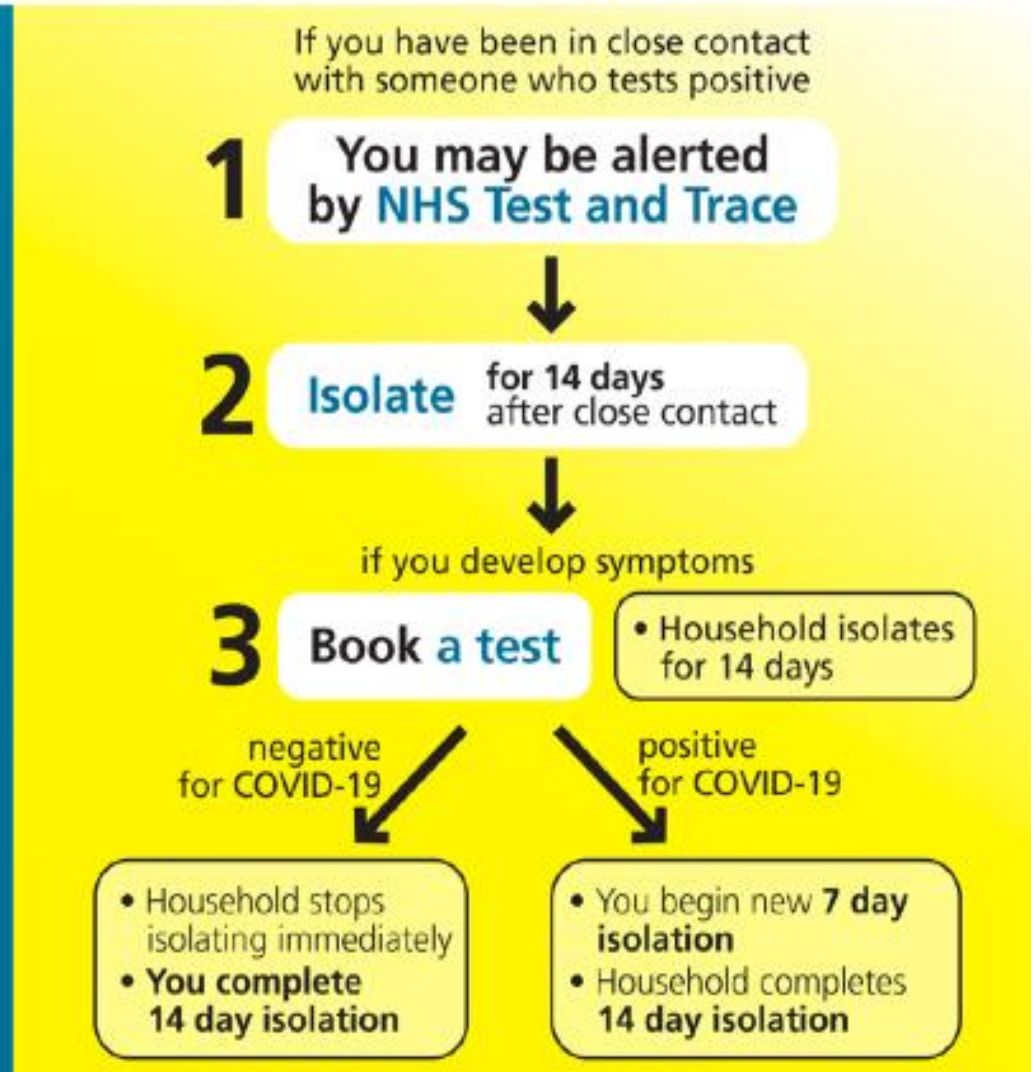 If you have been in close contact
with someone who tests positive
1
You may be alerted
by NHS Test and Trace
2
Isolate
for 14 days
after close contact
if you develop symptoms
3
Book a test
• Household isolates
for 14 days
negative
for COVID-19
positive
for COVID-19
• Household stops
isolating immediately
• You complete
14 day isolation
• You begin new 7 day
isolation
• Household completes
14 day isolation